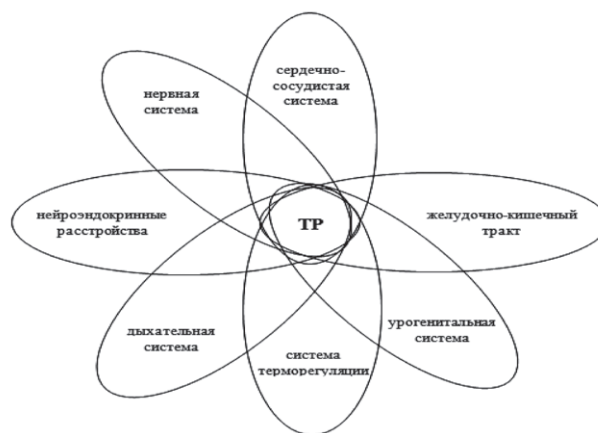 сердечно-
сосудистая
система
нервная
система
нейроэндокринные
расстройства
ТР
желудочно-кишечный
тракт
дыхательная
система
урогенитальная
система
система
терморегуляции